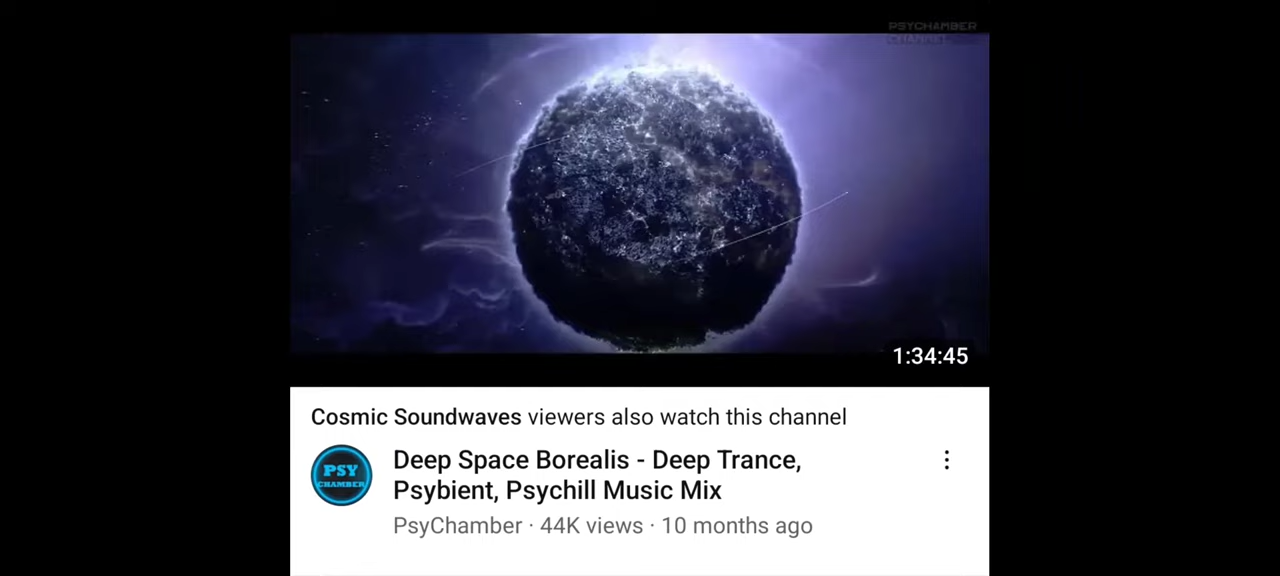 PSYCHAMBER
CHANNEL
1:34:45
Cosmic Soundwaves viewers also watch this channel
PSY
CHAMBER
Deep Space Borealis - Deep Trance,
Psybient, Psychill Music Mix
PsyChamber · 44K views · 10 months ago